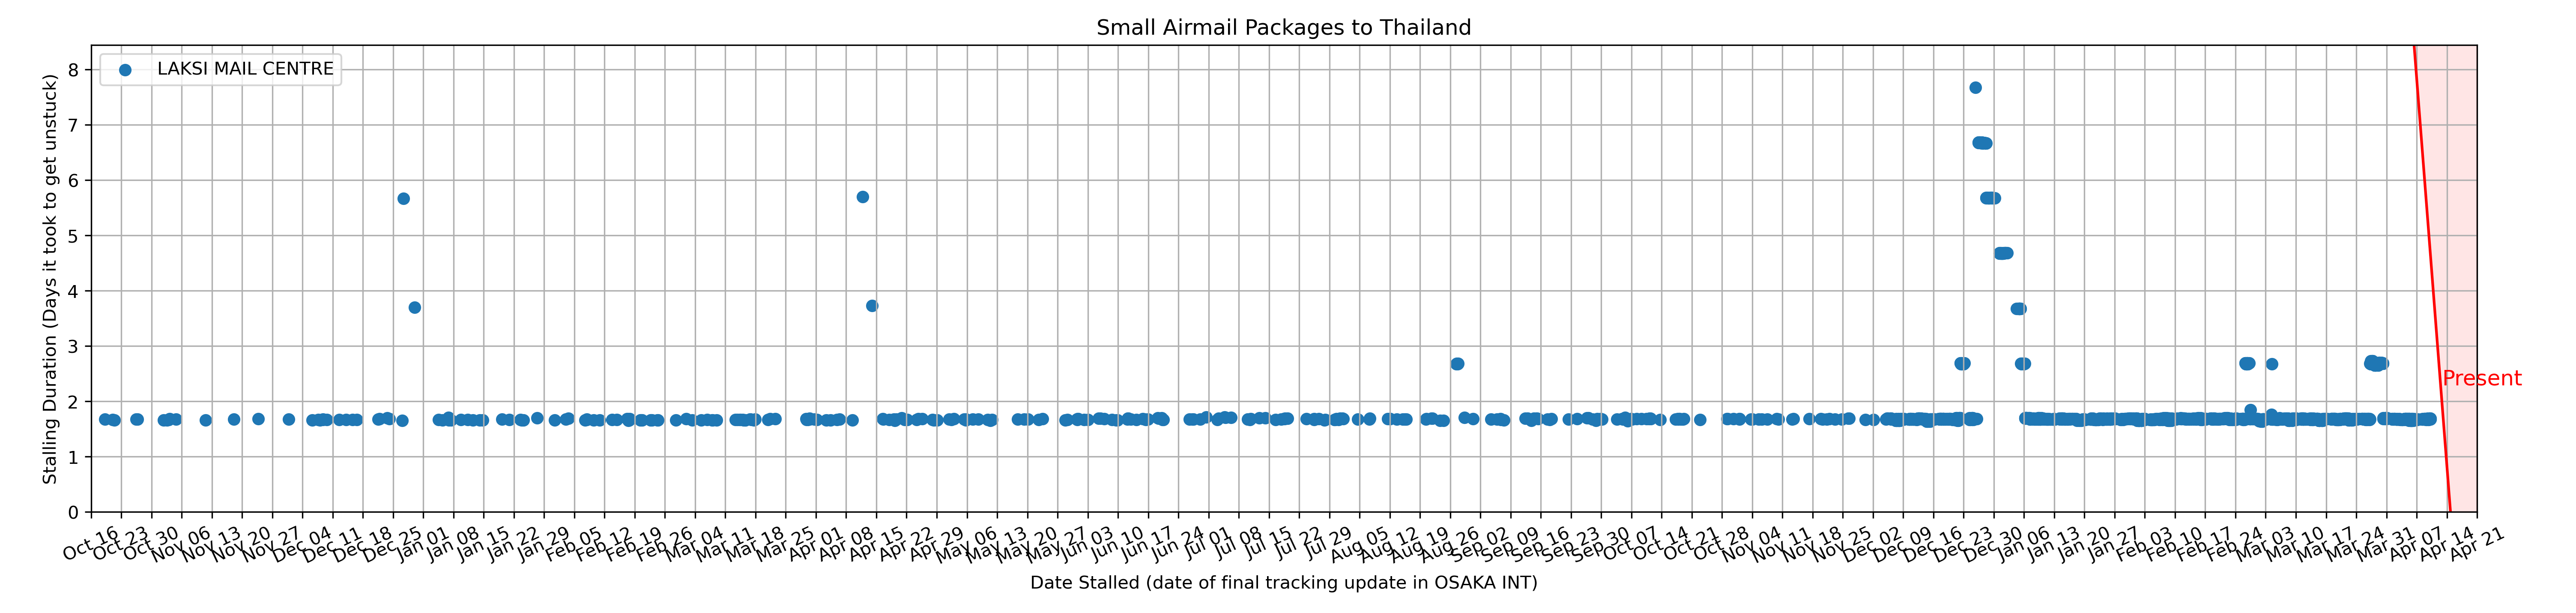 Small Airmail Packages to Thailand
LAKSI MAIL CENTRE
Stalling Duration (Days it took to get unstuck)
8
7
6
5
4
3
2
1
0
Present
Oct 16 Oct 23 Oct 30 Nov 06 Nov 13 Nov 20 Nov 27 Dec 04 Dec 11 Dec 18 Dec 25 Jan 01 Jan 08 Jan 15 Jan 22 Jan 29 Feb 05 Feb 12 Feb 19 Feb 26 Mar 04 Mar 11 Mar 18 Mar 25 Apr 01 Apr 08 Apr 15 Apr 22 Apr 29 May 06 May 13 May 20 May 27 Jun 03 Jun 10 Jun 17 Jun 24 Jul 01 Jul 08 Jul 15 Jul 22 Jul 29 Aug 05 Aug 12 Aug 19 Aug 26 Sep 02 Sep 09 Sep 16 Sep 23 Sep 30 Oct 07 Oct 14 Oct 21 Oct 28 Nov 04 Nov 11 Nov 18 Nov 25 Dec 02 Dec 09 Dec 16 Dec 23 Dec 30 Jan 06 Jan 13 Jan 20 Jan 27 Feb 03 Feb 10 Feb 17 Feb 24 Mar 03 Mar 10 Mar 17 Mar 24 Mar 31 Apr 07 Apr 14 Apr 21
Date Stalled (date of final tracking update in OSAKA INT)